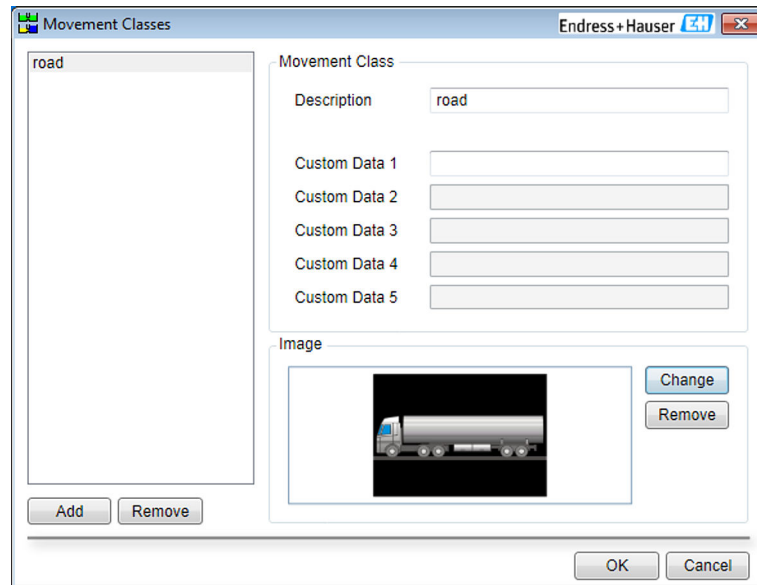 Movement Classes
Endress+Hauser EH
road
Movement Class
Description road
Custom Data 1
Custom Data 2
Custom Data 3
Custom Data 4
Custom Data 5
Image
Change
Remove
Add Remove
OK Cancel